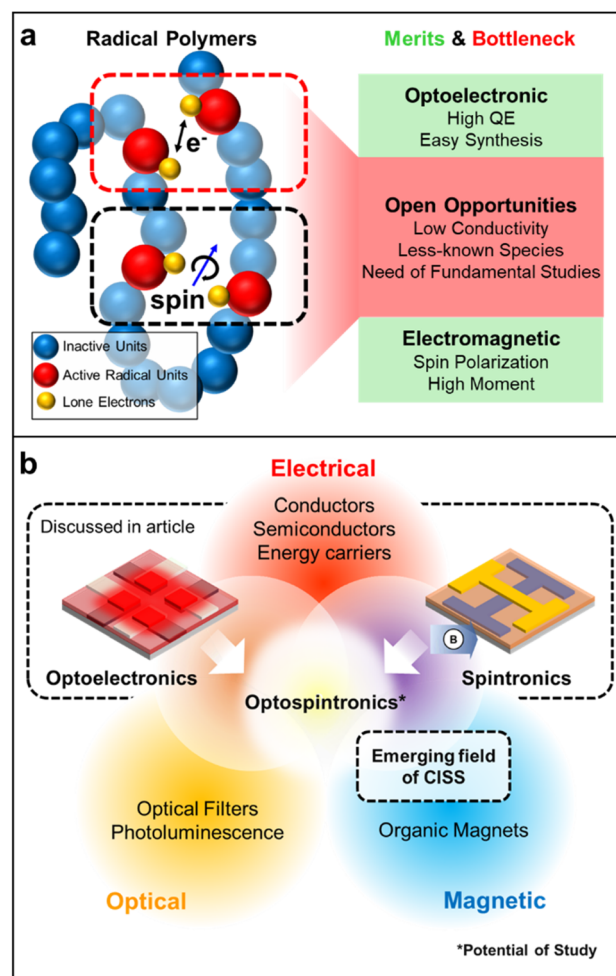 a
Radical Polymers
Merits & Bottleneck
e-
spin
Inactive Units
Active Radical Units
Lone Electrons
Optoelectronic
High QE
Easy Synthesis
Open Opportunities
Low Conductivity
Less-known Species
Need of Fundamental Studies
Electromagnetic
Spin Polarization
High Moment
b
Electrical
Conductors
Semiconductors
Energy carriers
Discussed in article
Optoelectronics
B
Spintronics
Optospintronics*
Emerging field
of CISS
Optical Filters
Photoluminescence
Organic Magnets
Optical
Magnetic
*Potential of Study